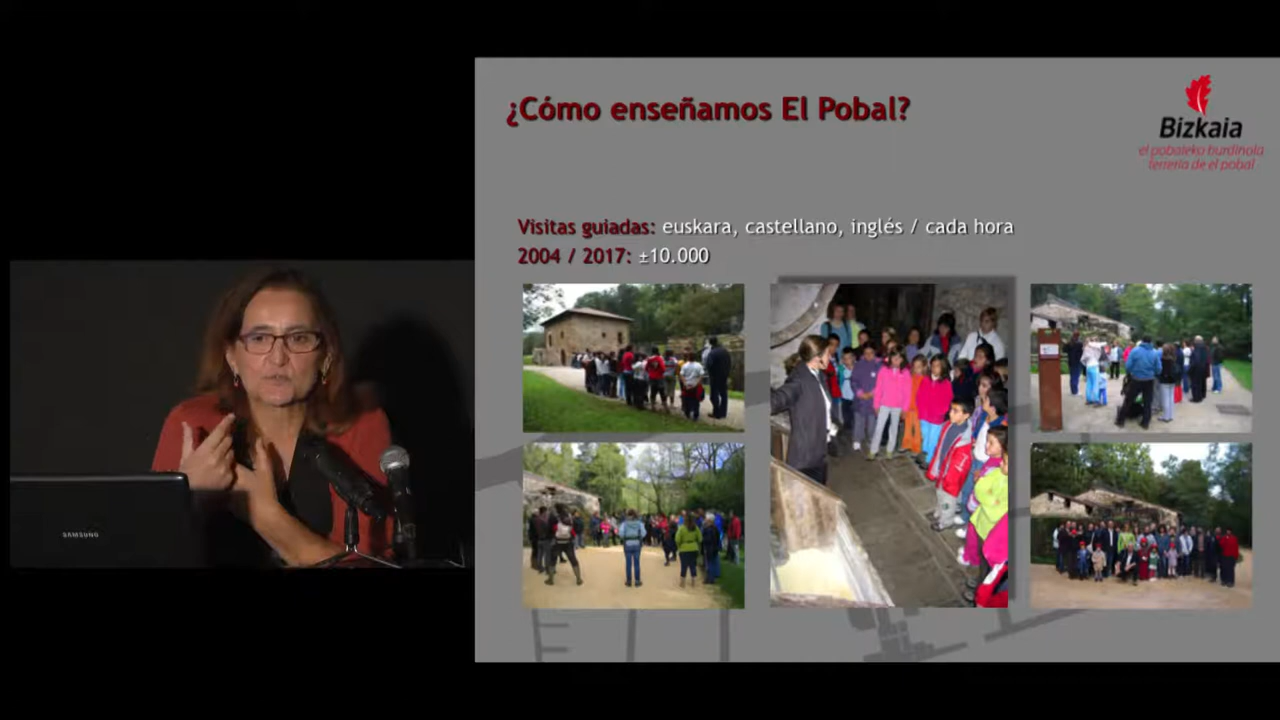 ¿Cómo enseñamos El Pobal?
Bizkaia
el pobaleko burdinola
ferrería de el pobal
Visitas guiadas: euskara, castellano, inglés / cada hora
2004 / 2017: ±10.000
SAMSUNG